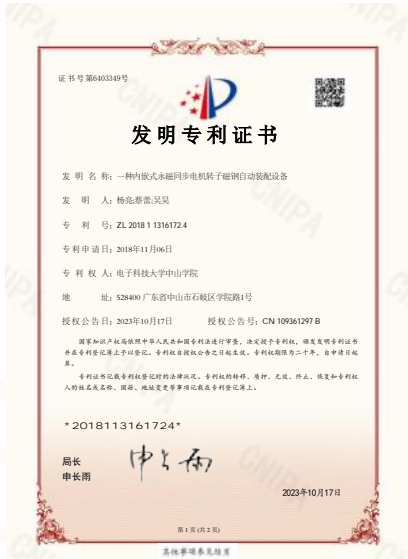 证书号第6403349号
发明专利证书
发 明 名 称：一种内嵌式永磁同步电机转子磁钢自动装配设备
发 明 人：杨亮;蔡蕾;吴昊
专 利 号：ZL 2018 1 1316172.4
专利申请日：2018年11月06日
专 利 权 人：电子科技大学中山学院
地 址：528400 广东省中山市石岐区学院路1号
授权公告日：2023年10月17日 授权公告号：CN 109361297 B
国家知识产权局依照中华人民共和国专利法进行审查，决定授予专利权，颁发发明专利证书
并在专利登记簿上予以登记。专利权自授权公告之日起生效。专利权期限为二十年，自申请日起
算。
专利证书记载专利权登记时的法律状况。专利权的转移、质押、无效、终止、恢复和专利权
人的姓名或名称、国籍、地址变更等事项记载在专利登记簿上。
*2018113161724*
局长
申长雨
申长雨
2023年10月17日
第 1 页 (共 2 页)
其他事项参见续页
CNIPA